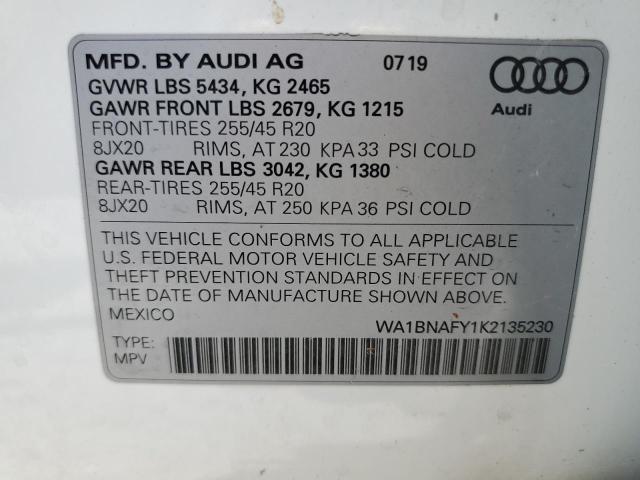 MFD. BY AUDI AG 0719
GVWR LBS 5434, KG 2465
GAWR FRONT LBS 2679, KG 1215
FRONT-TIRES 255/45 R20
8JX20 RIMS, AT 230 KPA 33 PSI COLD
GAWR REAR LBS 3042, KG 1380
REAR-TIRES 255/45 R20
8JX20 RIMS, AT 250 KPA 36 PSI COLD
Audi
THIS VEHICLE CONFORMS TO ALL APPLICABLE
U.S. FEDERAL MOTOR VEHICLE SAFETY AND
THEFT PREVENTION STANDARDS IN EFFECT ON
THE DATE OF MANUFACTURE SHOWN ABOVE.
MEXICO WA1BNAFY1K2135230
TYPE:
MPV